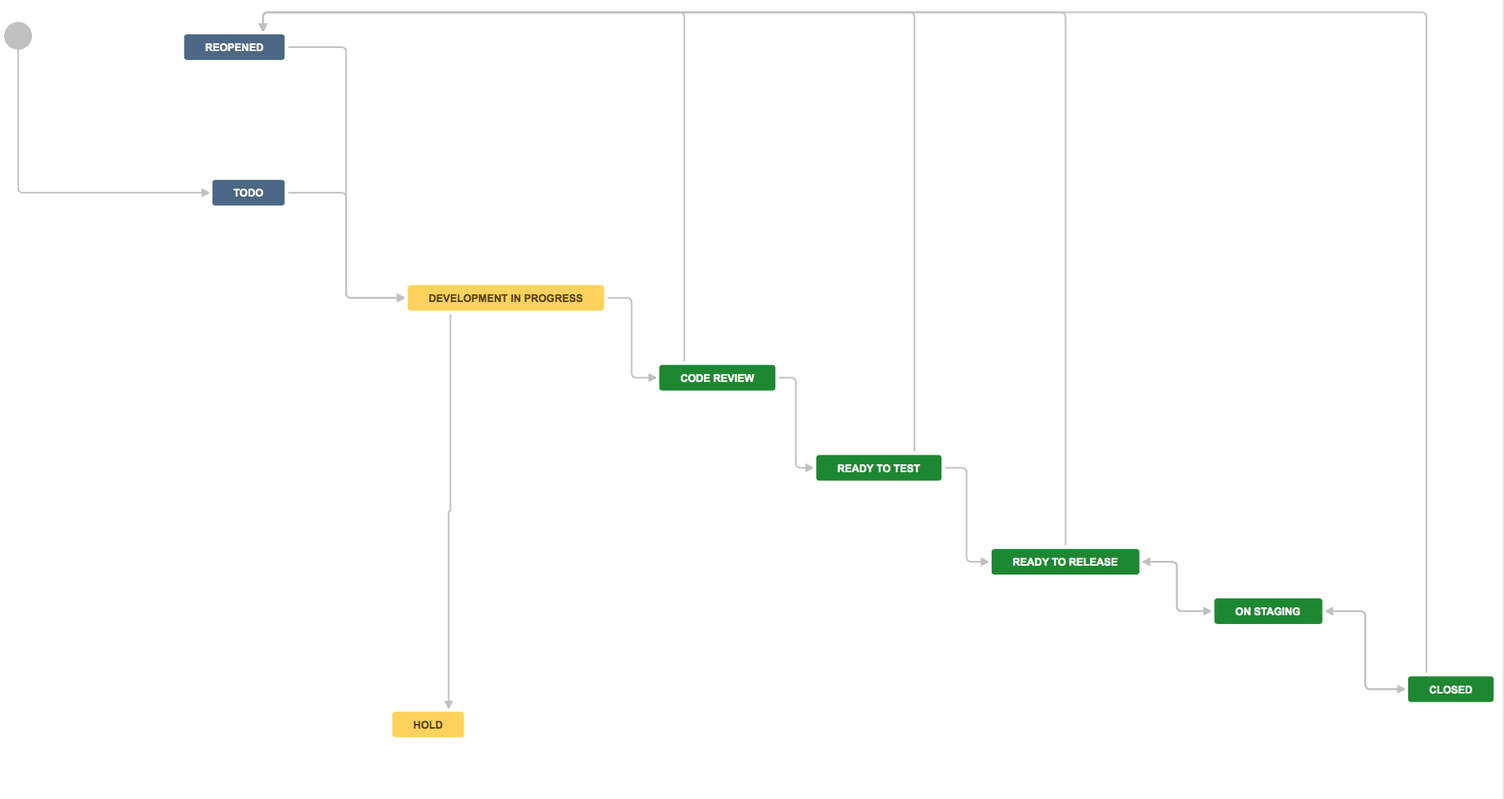 REOPENED
TODO
DEVELOPMENT IN PROGRESS
CODE REVIEW
READY TO TEST
READY TO RELEASE
ON STAGING
CLOSED
HOLD